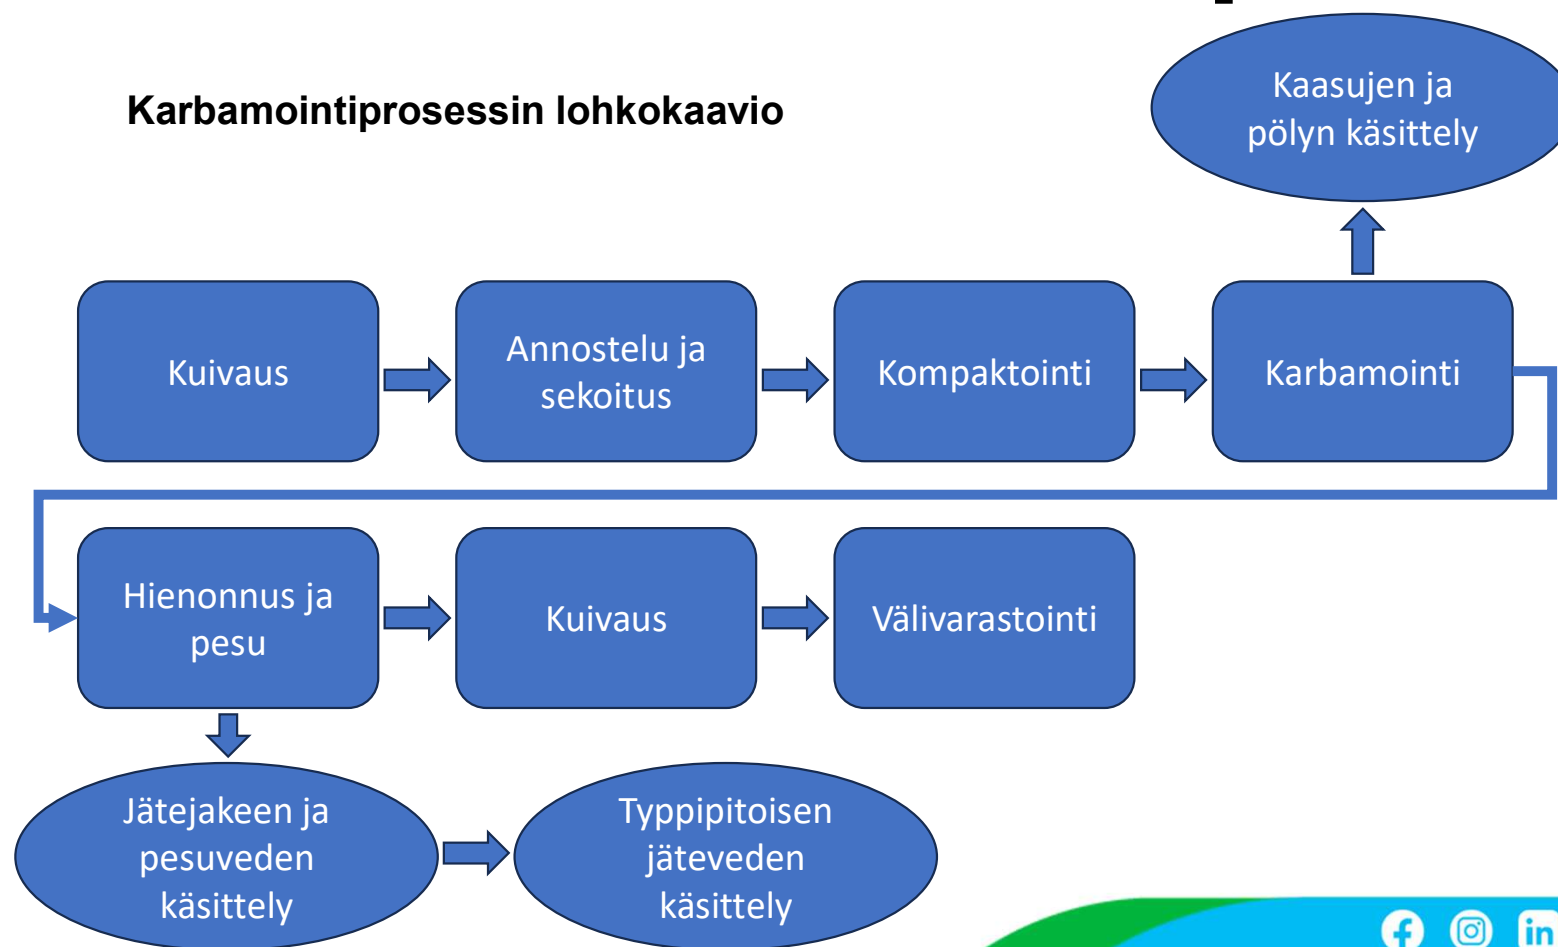 Karbamointiprosessin lohkokaavio
Kaasujen ja
pölyn käsittely
Kuivaus
Annostelu ja
sekoitus
Kompaktointi
Karbamointi
Hienonnus ja
pesu
Kuivaus
Välivarastointi
Jätejakeen ja
pesuveden
käsittely
Typpipitoisen
jäteveden
käsittely